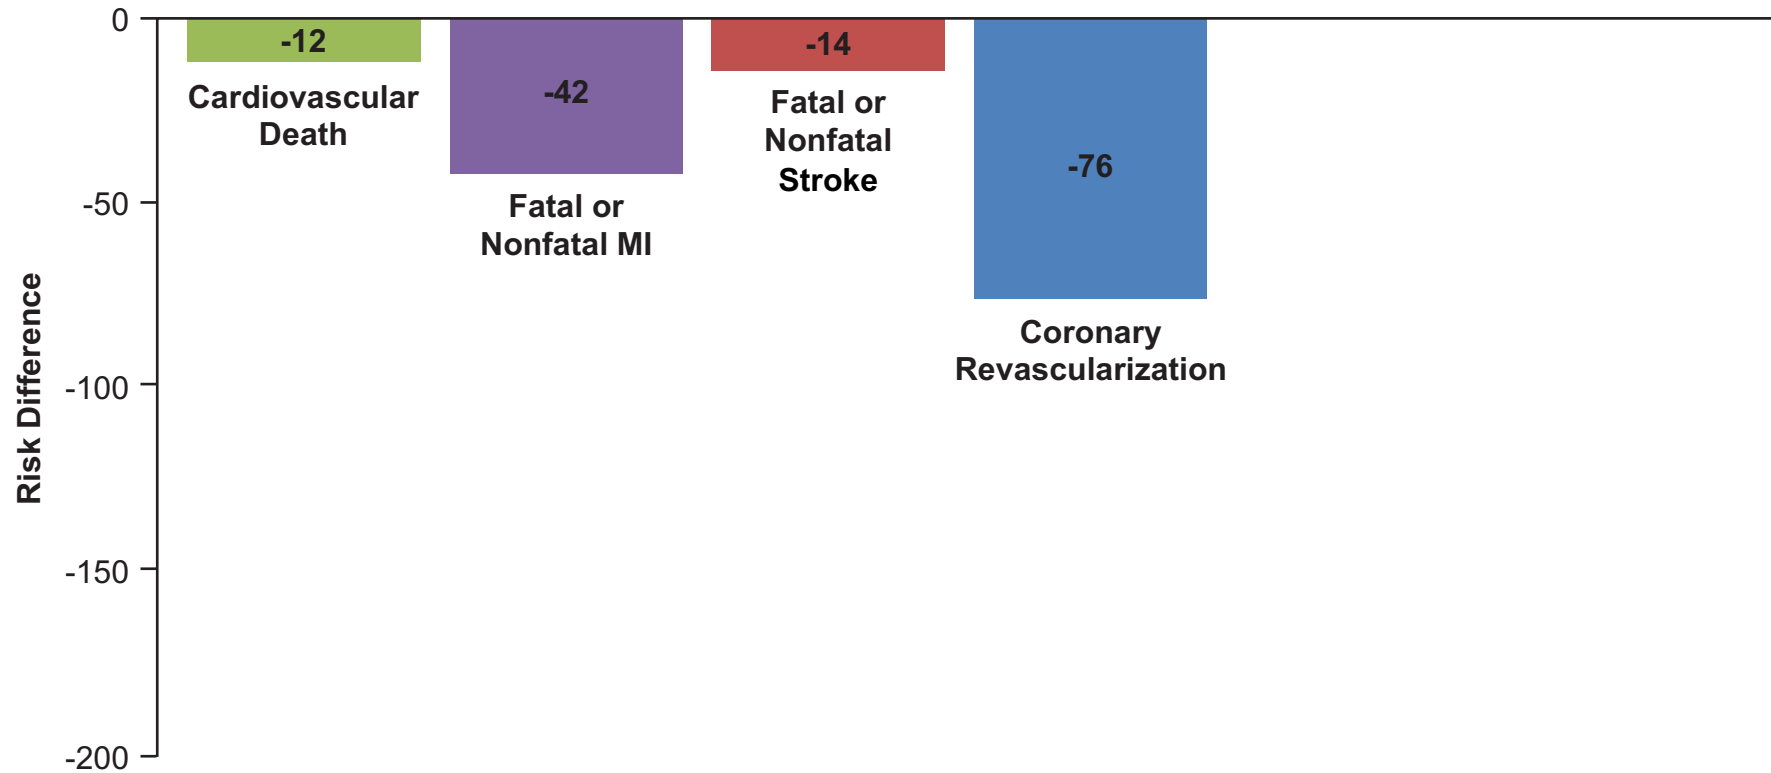 Risk Difference
0
-50
-100
-150
-200
-12
Cardiovascular
Death
-42
Fatal or
Nonfatal MI
-14
Fatal or
Nonfatal
Stroke
-76
Coronary
Revascularization